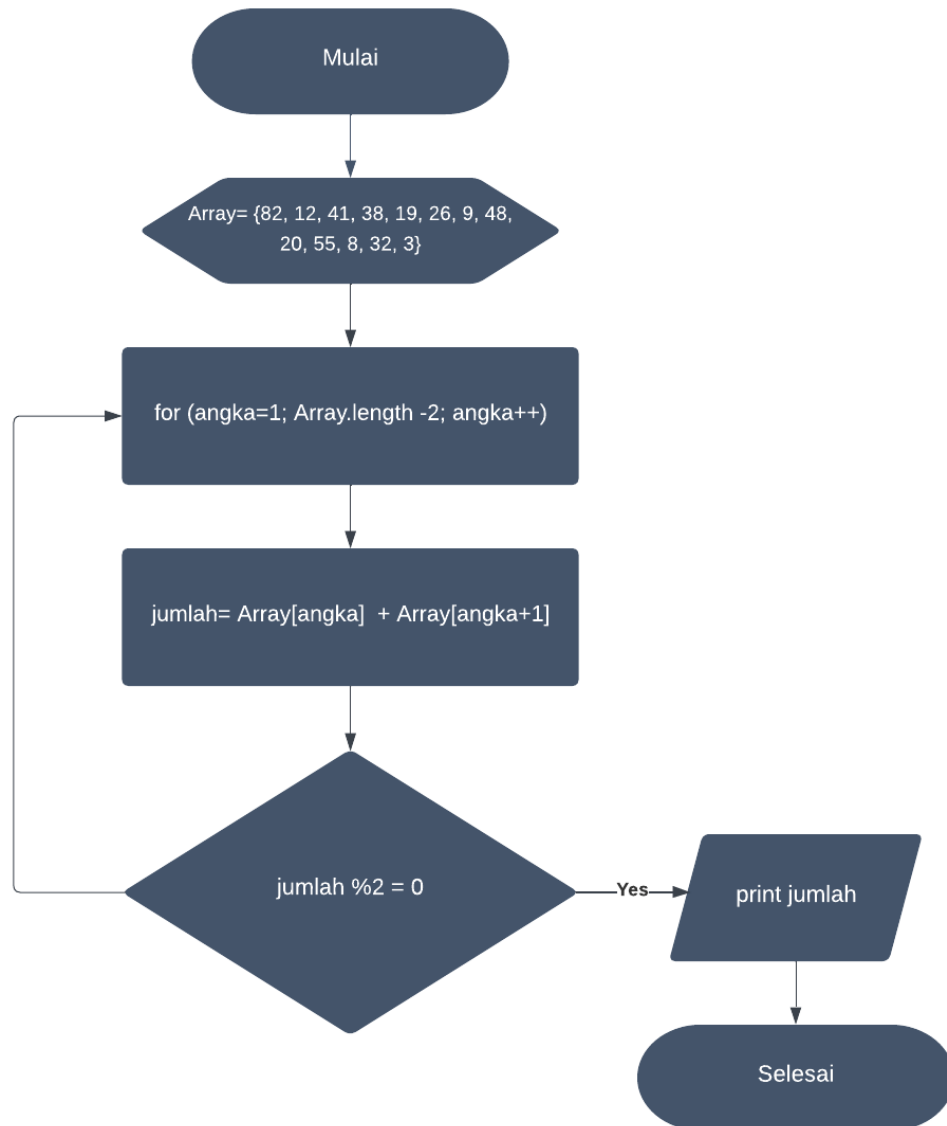 Mulai
Array= {82, 12, 41, 38, 19, 26, 9, 48,
20, 55, 8, 32, 3}
for (angka=1; Array.length -2; angka++)
jumlah= Array[angka]  + Array[angka+1]
jumlah %2 = 0
Yes
print jumlah
Selesai